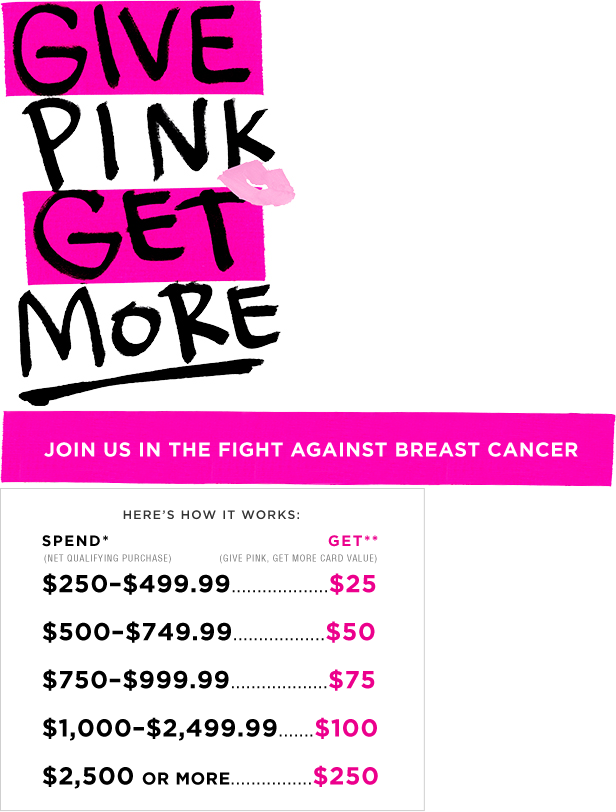 GIVE
PINK
GET
MORE
JOIN US IN THE FIGHT AGAINST BREAST CANCER
HERE'S HOW IT WORKS:
SPEND* GET**
(NET QUALIFYING PURCHASE) (GIVE PINK, GET MORE CARD VALUE)
$250–$499.99...................$25
$500–$749.99..................$50
$750–$999.99...................$75
$1,000–$2,499.99.......$100
$2,500 OR MORE................$250